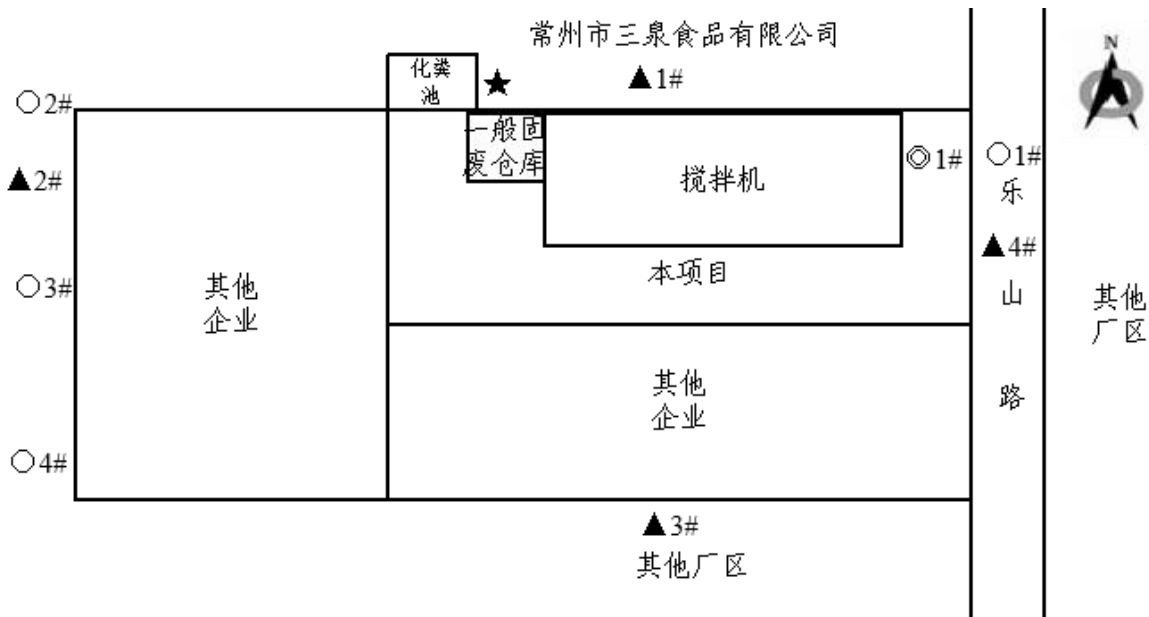 常州市三泉食品有限公司
N
化粪
池
★
▲1#
○2#
一般固
废仓库
◎1#
○1#
▲2#
搅拌机
乐
▲4#
本项目
○3#
其他
企业
山
其他
厂区
其他
企业
路
○4#
▲3#
其他厂区